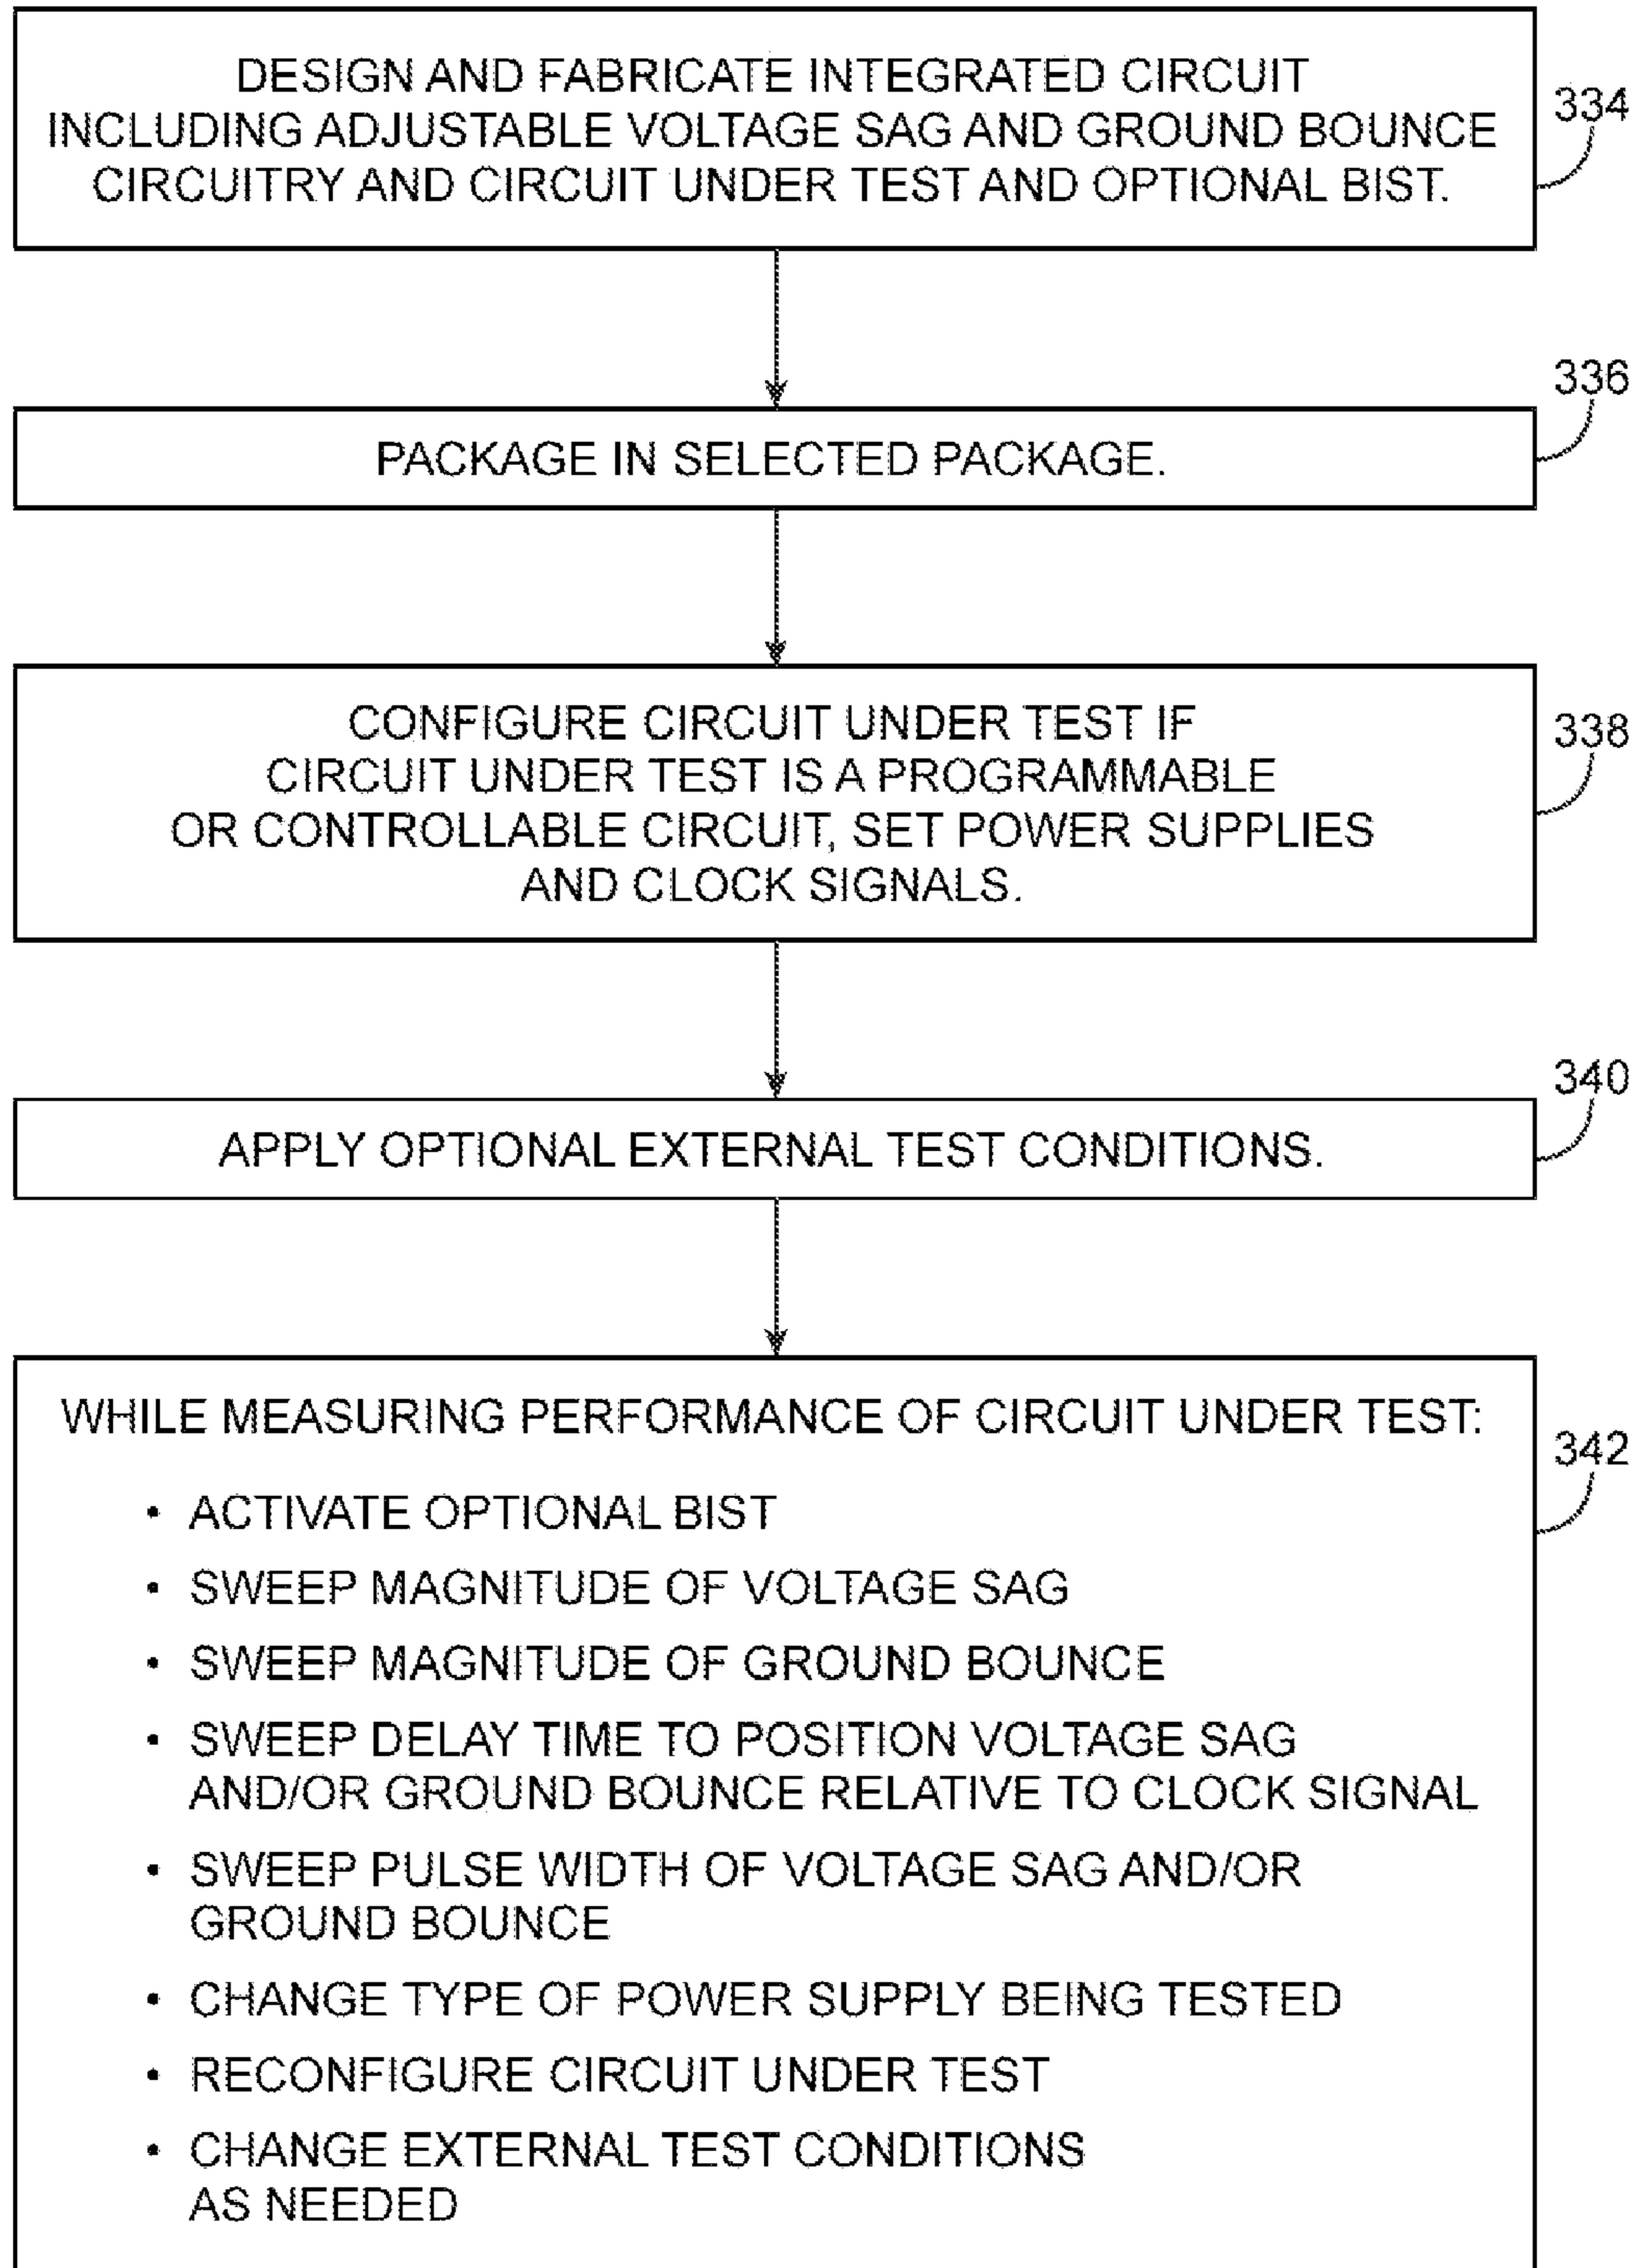 DESIGN AND FABRICATE INTEGRATED CIRCUIT
INCLUDING ADJUSTABLE VOLTAGE SAG AND GROUND BOUNCE
CIRCUITRY AND CIRCUIT UNDER TEST AND OPTIONAL BIST.
334
336
PACKAGE IN SELECTED PACKAGE.
CONFIGURE CIRCUIT UNDER TEST IF
CIRCUIT UNDER TEST IS A PROGRAMMABLE
OR CONTROLLABLE CIRCUIT, SET POWER SUPPLIES
AND CLOCK SIGNALS.
338
340
APPLY OPTIONAL EXTERNAL TEST CONDITIONS.
WHILE MEASURING PERFORMANCE OF CIRCUIT UNDER TEST:
342
• ACTIVATE OPTIONAL BIST
• SWEEP MAGNITUDE OF VOLTAGE SAG
• SWEEP MAGNITUDE OF GROUND BOUNCE
• SWEEP DELAY TIME TO POSITION VOLTAGE SAG
AND/OR GROUND BOUNCE RELATIVE TO CLOCK SIGNAL
• SWEEP PULSE WIDTH OF VOLTAGE SAG AND/OR
GROUND BOUNCE
• CHANGE TYPE OF POWER SUPPLY BEING TESTED
• RECONFIGURE CIRCUIT UNDER TEST
• CHANGE EXTERNAL TEST CONDITIONS
AS NEEDED